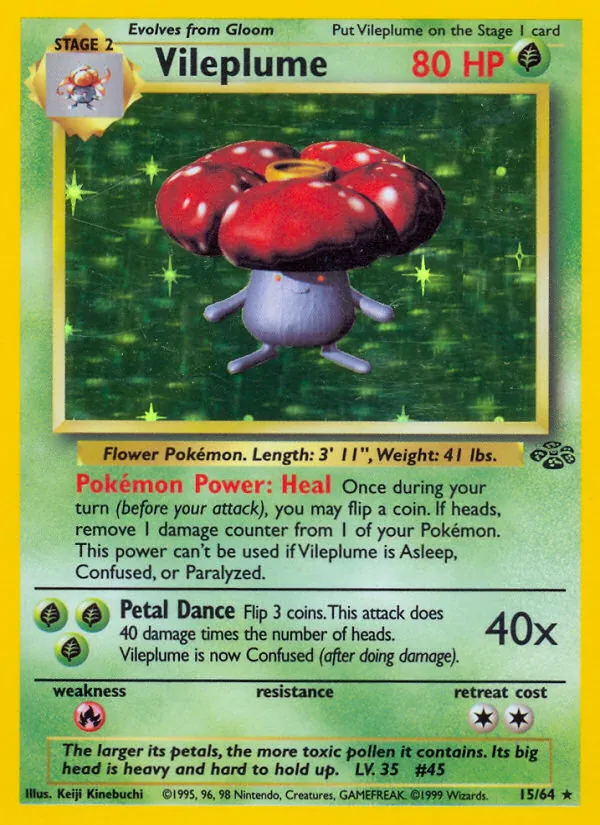 Evolves from Gloom
Put Vileplume on the Stage 1 card
STAGE 2
Vileplume
80 HP
Flower Pokémon. Length: 3' 11", Weight: 41 lbs.
Pokémon Power: Heal Once during your
turn (before your attack), you may flip a coin. If heads,
remove 1 damage counter from 1 of your Pokémon.
This power can't be used if Vileplume is Asleep,
Confused, or Paralyzed.
Petal Dance Flip 3 coins. This attack does
40 damage times the number of heads.
Vileplume is now Confused (after doing damage).
40x
weakness
resistance
retreat cost
The larger its petals, the more toxic pollen it contains. Its big
head is heavy and hard to hold up. LV. 35 #45
Illus. Keiji Kinebuchi ©1995, 96, 98 Nintendo, Creatures, GAMEFREAK. ©1999 Wizards. 15/64 ★